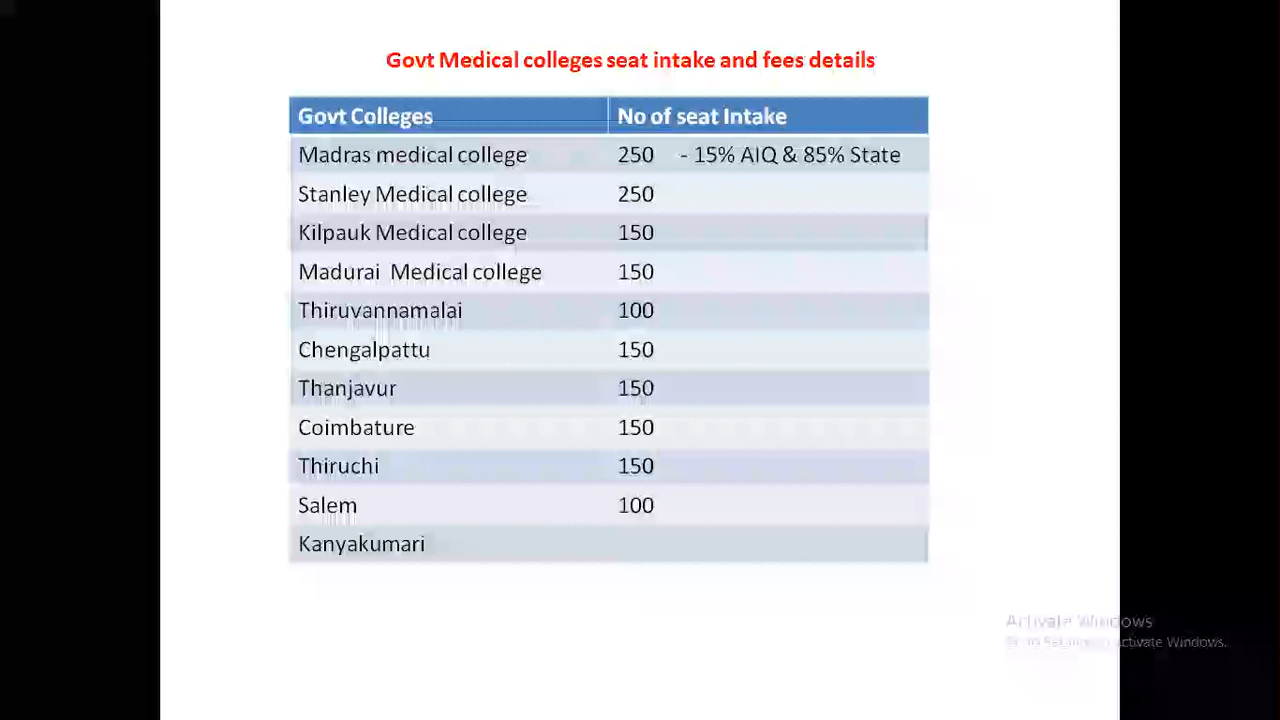 Govt Medical colleges seat intake and fees details
Govt Colleges No of seat Intake
Madras medical college 250 - 15% AIQ & 85% State
Stanley Medical college 250
Kilpauk Medical college 150
Madurai Medical college 150
Thiruvannamalai 100
Chengalpattu 150
Thanjavur 150
Coimbature 150
Thiruchi 150
Salem 100
Kanyakumari
Activate Windows
activate Windows.